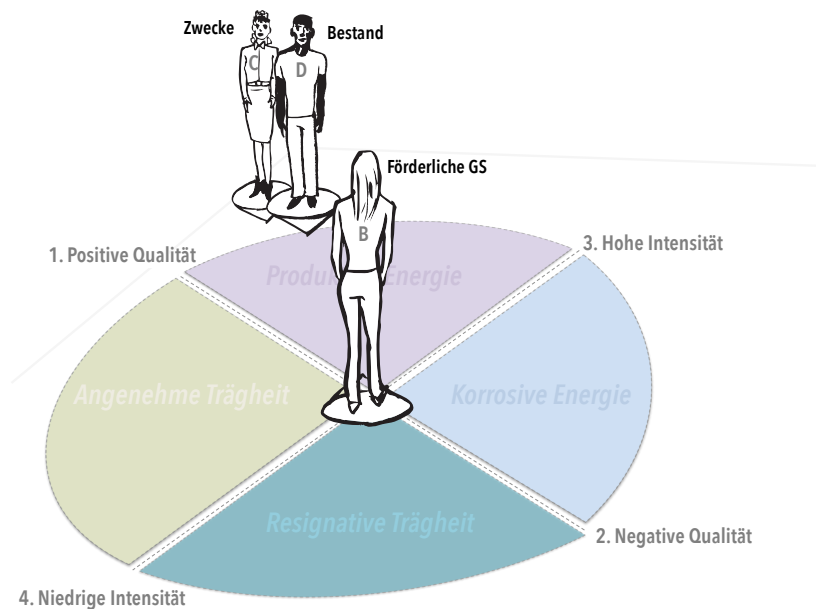 Zwecke
Bestand
C
D
Förderliche GS
B
1. Positive Qualität
3. Hohe Intensität
Energie
Angenehme Trägheit
Korrosive Energie
Resignative Trägheit
2. Negative Qualität
4. Niedrige Intensität